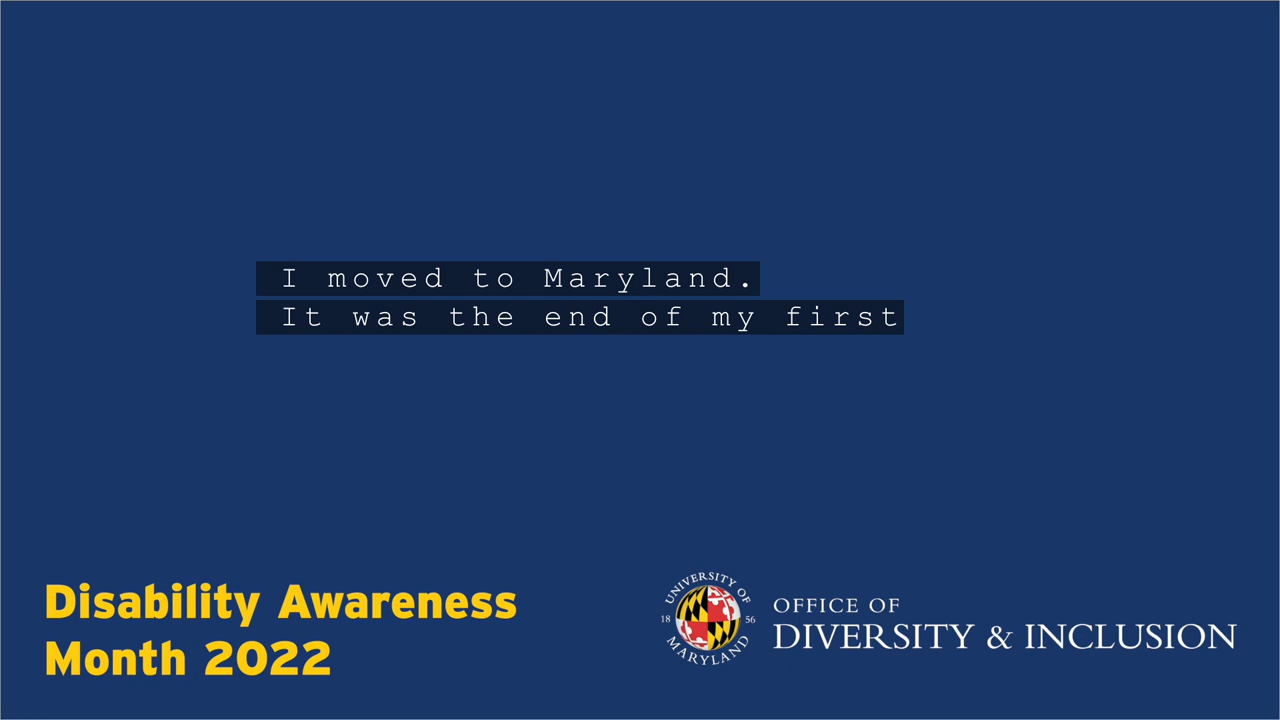 I moved to Maryland.
It was the end of my first
Disability Awareness
Month 2022
UNIVERSITY OF
18 56
MARYLAND
OFFICE OF
DIVERSITY & INCLUSION